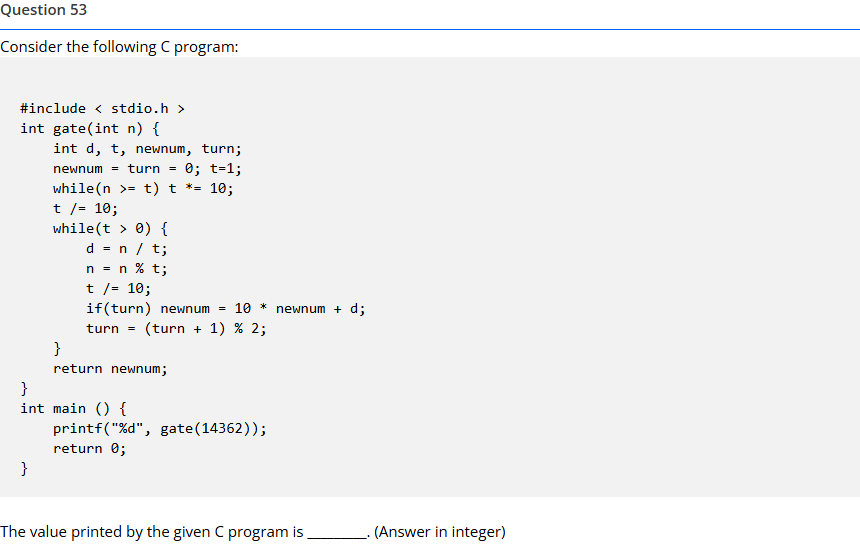 Question 53
Consider the following C program:
#include < stdio.h >
int gate(int n) {
    int d, t, newnum, turn;
    newnum = turn = 0; t=1;
    while(n >= t) t *= 10;
    t /= 10;
    while(t > 0) {
        d = n / t;
        n = n % t;
        t /= 10;
        if(turn) newnum = 10 * newnum + d;
        turn = (turn + 1) % 2;
    }
    return newnum;
}
int main () {
    printf("%d", gate(14362));
    return 0;
}
The value printed by the given C program is ________. (Answer in integer)